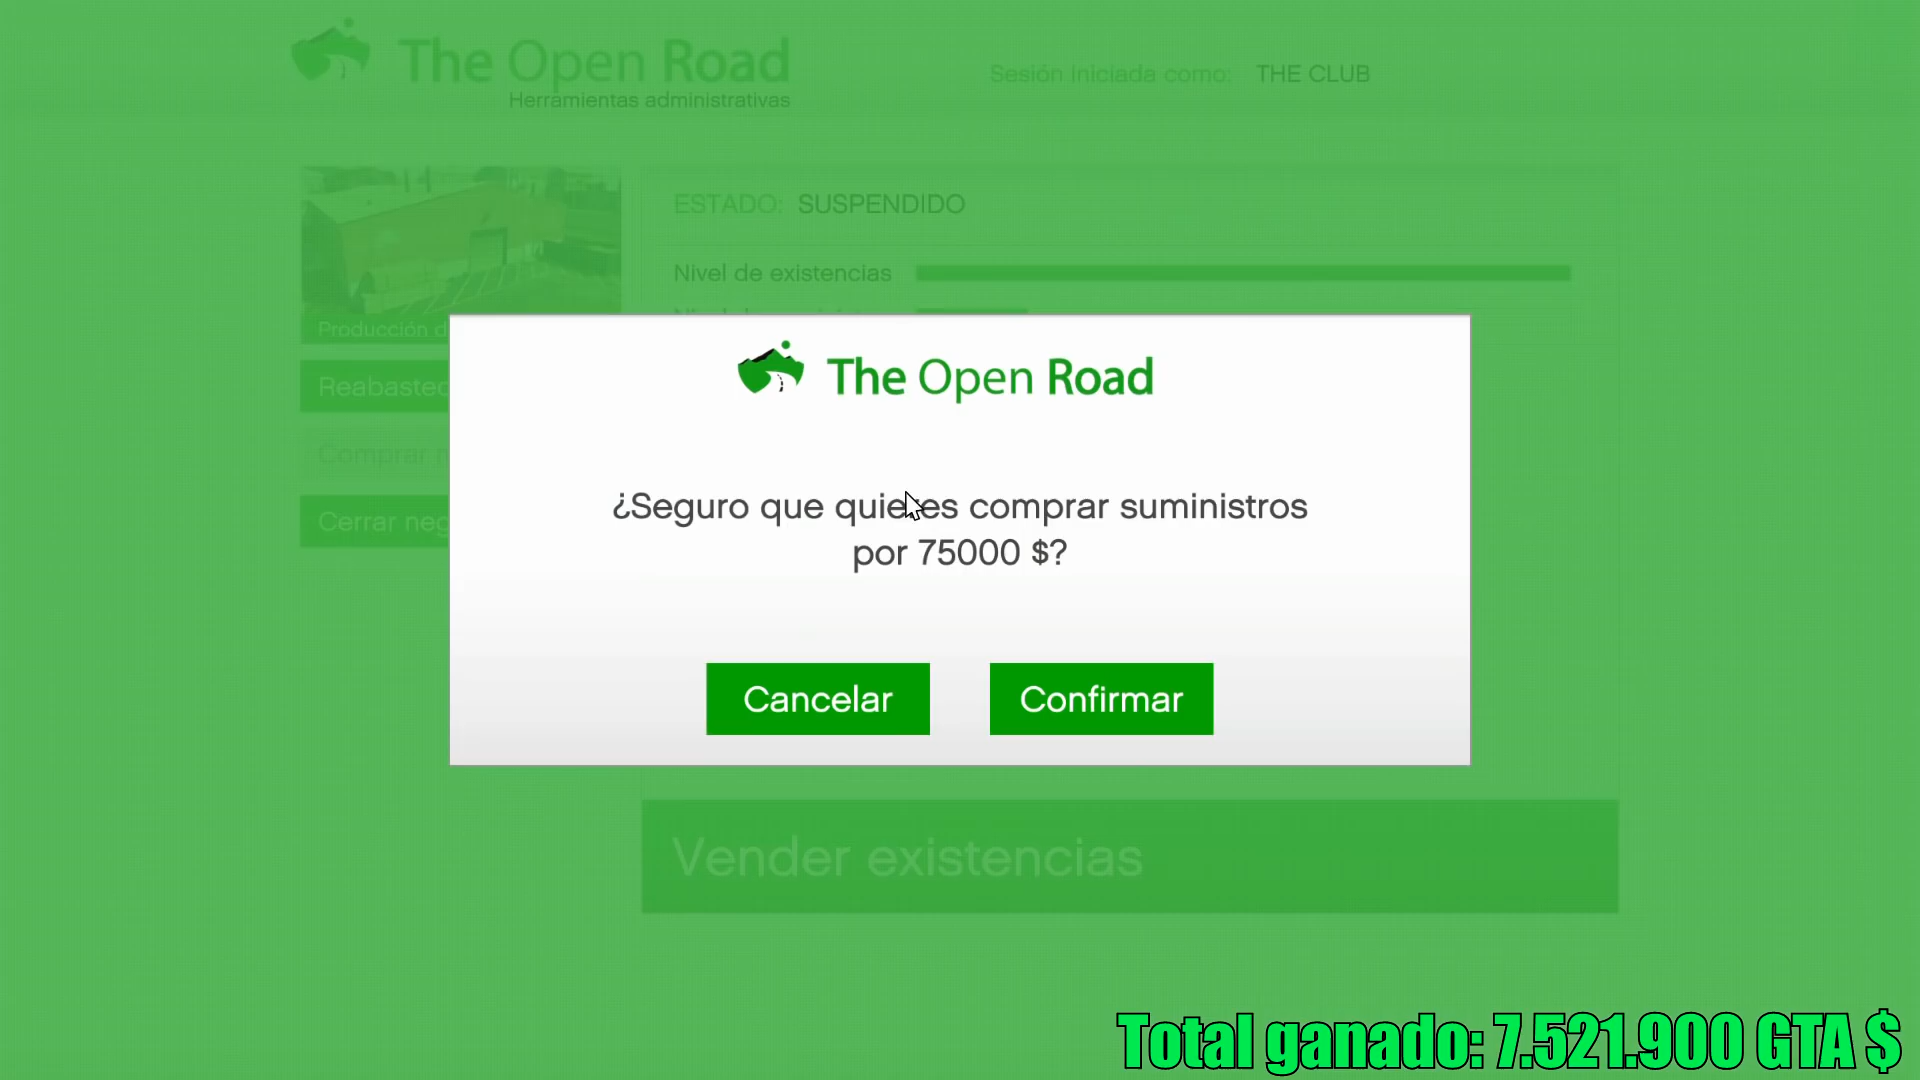 The Open Road
Herramientas administrativas
Sesión iniciada como: THE CLUB
ESTADO: SUSPENDIDO
Nivel de existencias
Producción d
Reabastec
Comprar
Cerrar neg
The Open Road
¿Seguro que quieres comprar suministros
por 75000 $?
Cancelar
Confirmar
Vender existencias
Total ganado: 7.521.900 GTA $